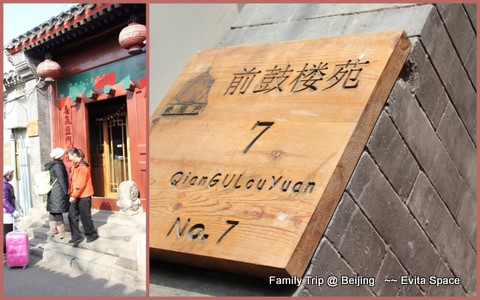 前鼓楼苑
7
QianGULouYuan
No. 7
Family Trip @ Beijing ~~ Evita Space